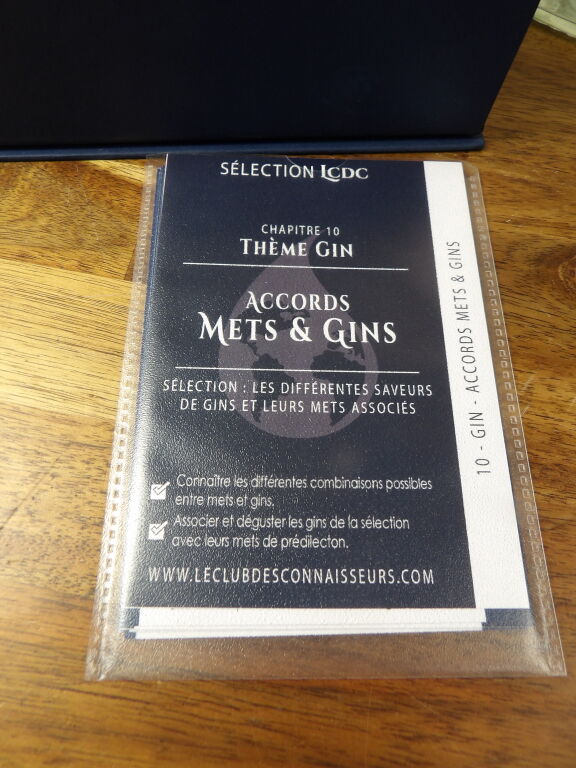 SÉLECTION LCDC
CHAPITRE 10
THÈME GIN
ACCORDS
METS & GINS
SÉLECTION : LES DIFFÉRENTES SAVEURS
DE GINS ET LEURS METS ASSOCIÉS
Connaître les différentes combinaisons possibles
entre mets et gins.
Associer et déguster les gins de la sélection
avec leurs mets de prédilecton.
WWW.LECLUBDESCONNAISSEURS.COM
10 - GIN - ACCORDS METS & GINS